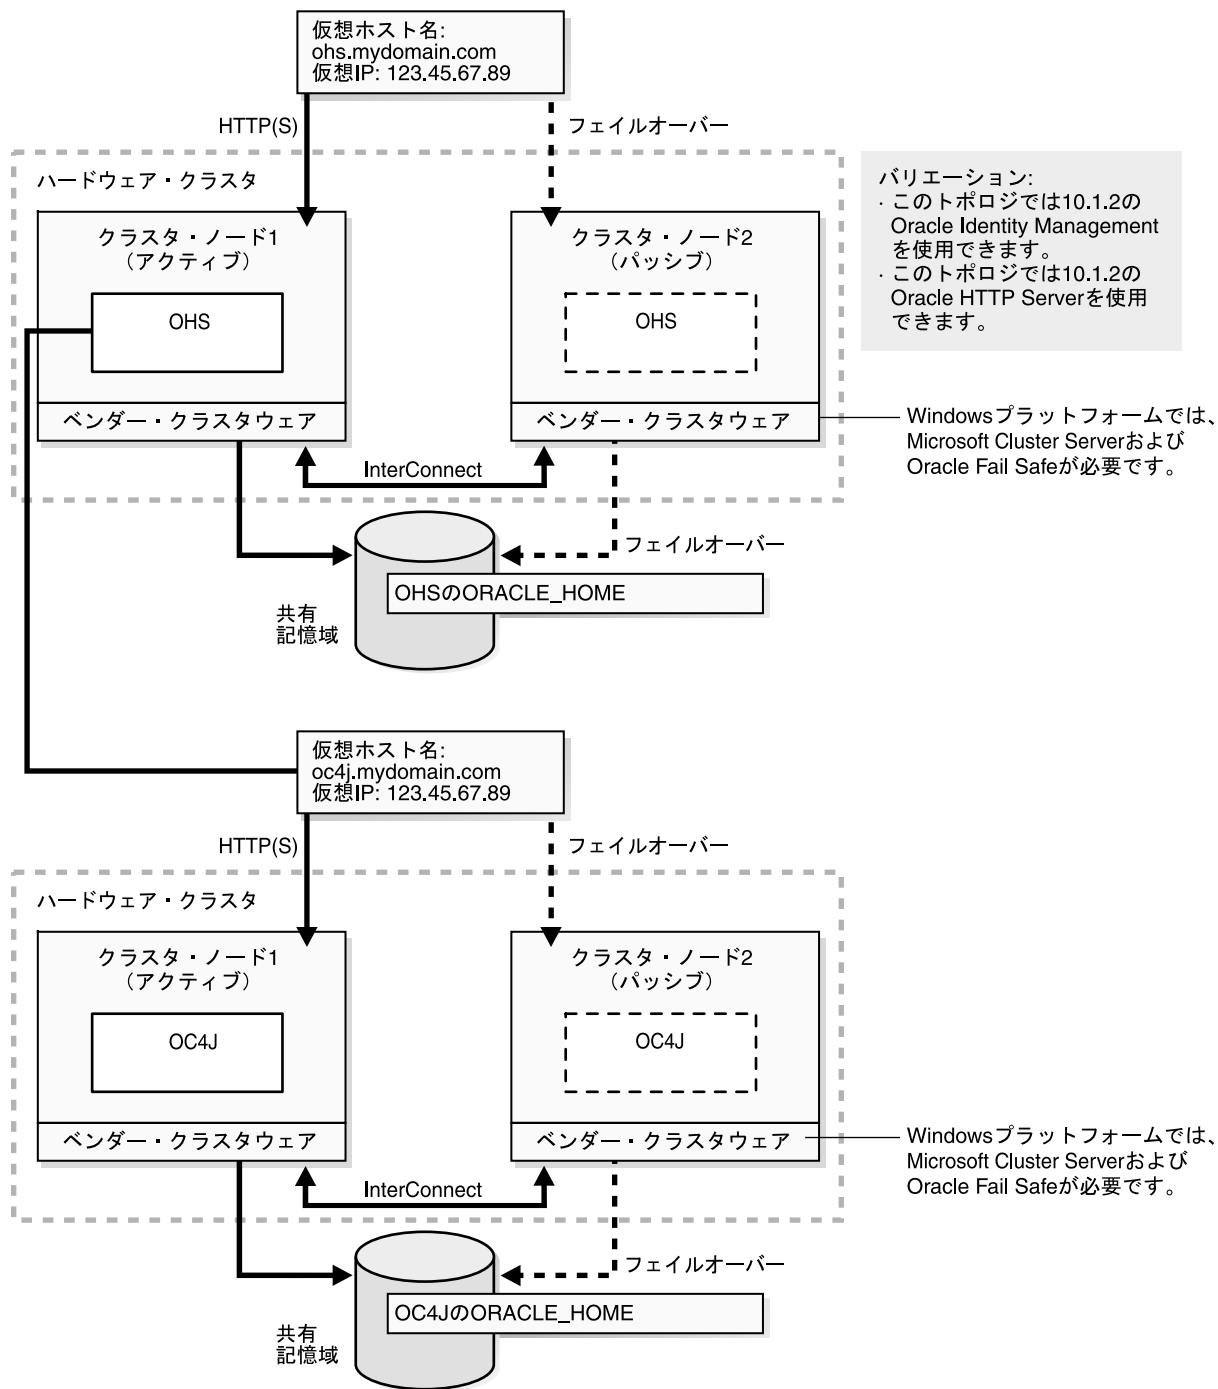 仮想ホスト名:
ohs.mydomain.com
仮想IP: 123.45.67.89
HTTP(S)
フェイルオーバー
ハードウェア・クラスタ
クラスタ・ノード1
（アクティブ）
OHS
ベンダー・クラスタウェア
クラスタ・ノード2
（パッシブ）
OHS
ベンダー・クラスタウェア
バリエーション:
· このトポロジでは10.1.2の
Oracle Identity Management
を使用できます。
· このトポロジでは10.1.2の
Oracle HTTP Serverを使用
できます。
Windowsプラットフォームでは、
Microsoft Cluster Serverおよび
Oracle Fail Safeが必要です。
InterConnect
フェイルオーバー
OHSのORACLE_HOME
共有
記憶域
仮想ホスト名:
oc4j.mydomain.com
仮想IP: 123.45.67.89
HTTP(S)
フェイルオーバー
ハードウェア・クラスタ
クラスタ・ノード1
（アクティブ）
OC4J
ベンダー・クラスタウェア
クラスタ・ノード2
（パッシブ）
OC4J
ベンダー・クラスタウェア
Windowsプラットフォームでは、
Microsoft Cluster Serverおよび
Oracle Fail Safeが必要です。
InterConnect
フェイルオーバー
OC4JのORACLE_HOME
共有
記憶域